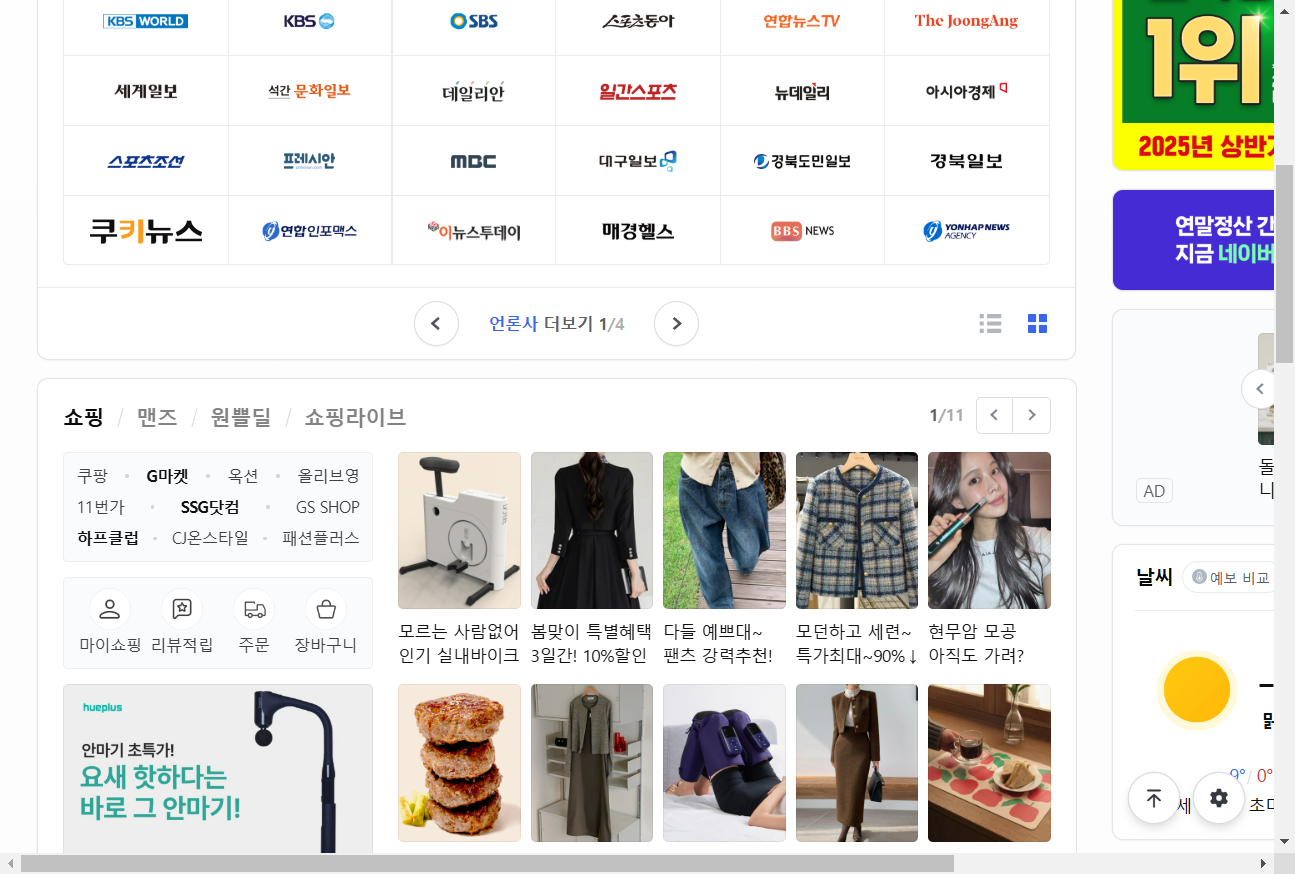 KBS WORLD
KBS
SBS
스포츠동아
연합뉴스TV
The JoongAng
세계일보
석간 문화일보
데일리안
일간스포츠
뉴데일리
아시아경제
스포츠조선
프레시안
MBC
대구일보
경북도민일보
경북일보
쿠키뉴스
연합인포맥스
이뉴스투데이
매경헬스
BBS NEWS
YONHAP NEWS AGENCY
언론사 더보기 1/4
쇼핑 / 맨즈 / 원쁠딜 / 쇼핑라이브
1/11
쿠팡 G마켓 옥션 올리브영
11번가 SSG닷컴 GS SHOP
하프클럽 CJ온스타일 패션플러스
마이쇼핑 리뷰적립 주문 장바구니
hueplus
안마기 초특가!
요새 핫하다는
바로 그 안마기!
모르는 사람없어
인기 실내바이크
봄맞이 특별혜택
3일간! 10%할인
다들 예쁘대~
팬츠 강력추천!
모던하고 세련~
특가최대~90%↓
현무암 모공
아직도 가려?
1위
2025년 상반기
연말정산 간
지금 네이버
AD
돌
니
날씨
예보 비교
맑
9°/ 0°
세
초미